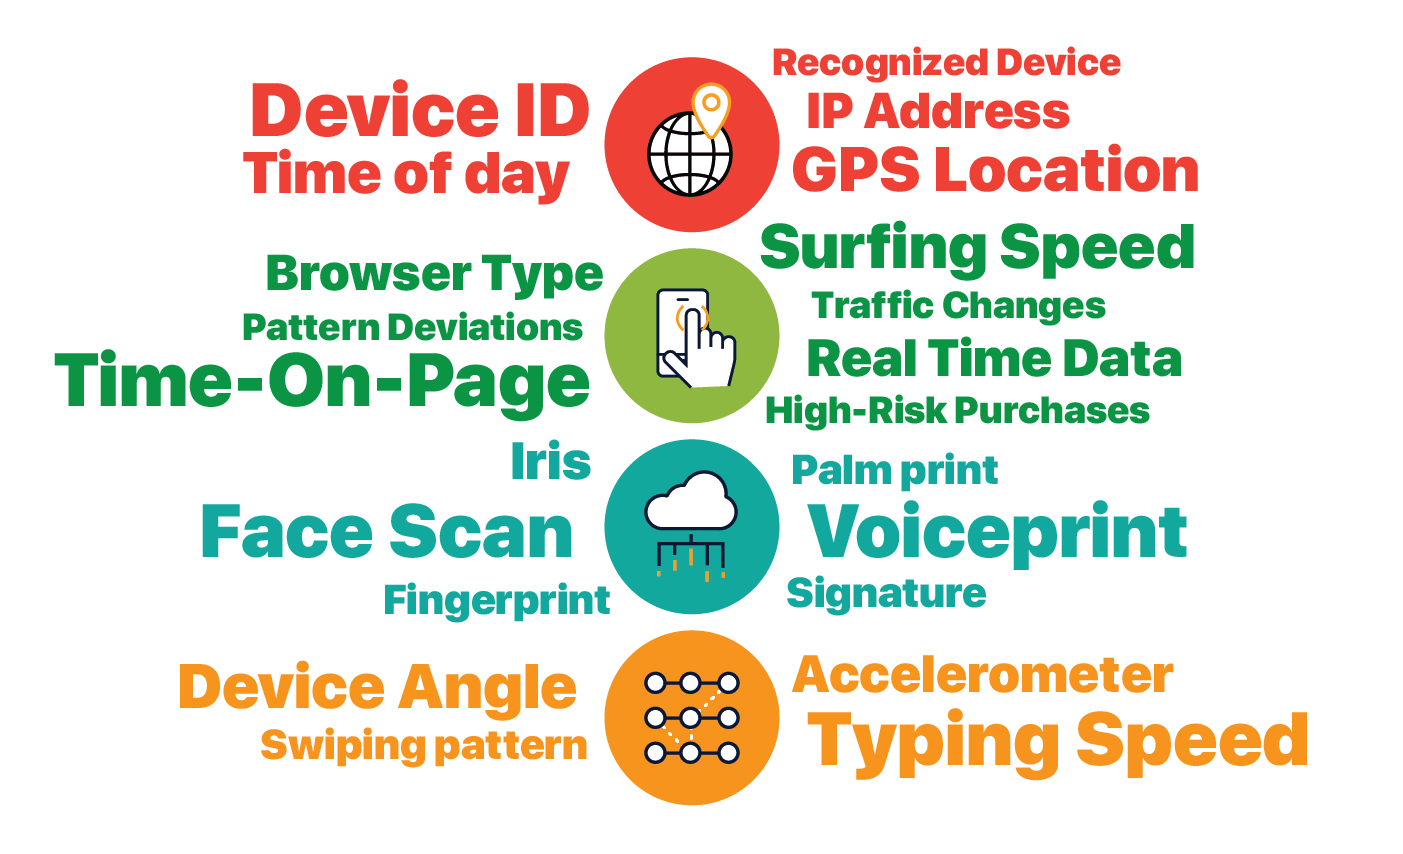 Device ID
Time of day
Recognized Device
IP Address
GPS Location
Browser Type
Pattern Deviations
Time-On-Page
Surfing Speed
Traffic Changes
Real Time Data
High-Risk Purchases
Iris
Face Scan
Fingerprint
Palm print
Voiceprint
Signature
Device Angle
Swiping pattern
Accelerometer
Typing Speed